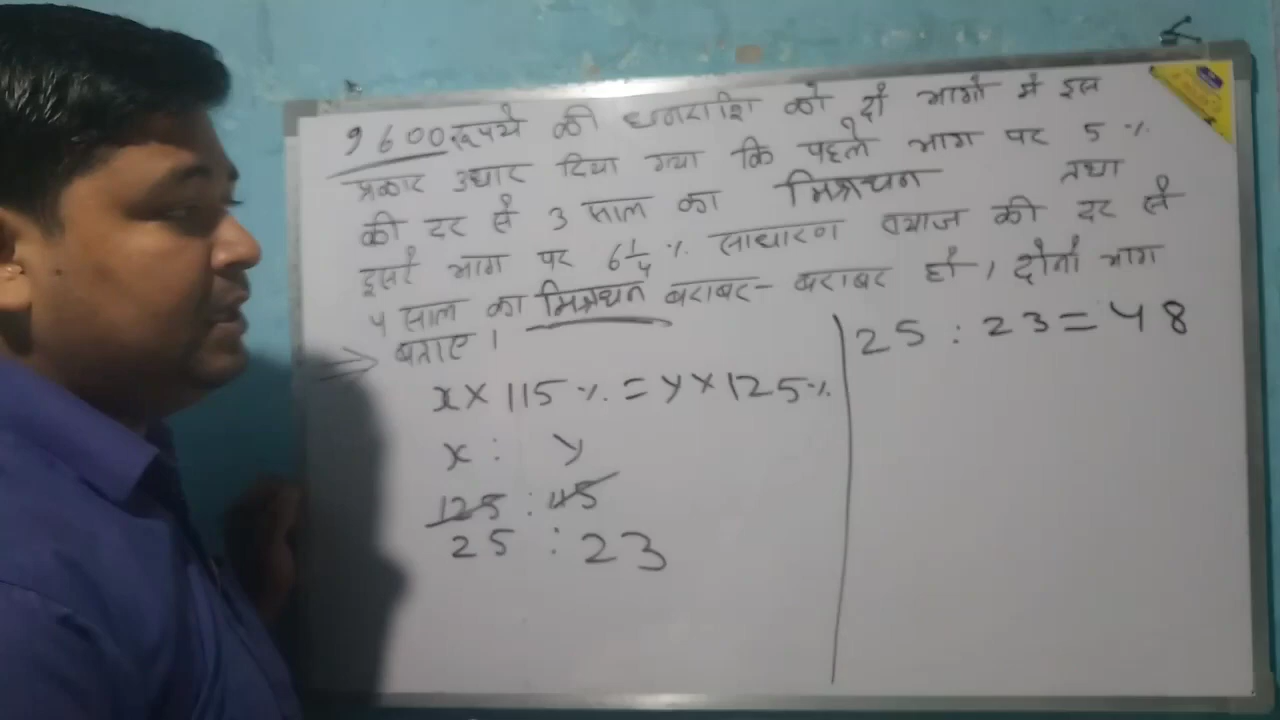 9600रूपये की धनराशि को दो भागो मे इस
प्रकार उधार दिया गया कि पहले भाग पर 5 %
की दर से 3 साल का मिश्रधन तथा
दूसरे भाग पर 6 1/4 % साधारण ब्याज की दर से
4 साल का मिश्रधन बराबर-बराबर हो, दोनो भाग
बताए।
x × 115 % = y × 125 %
x : y
125 : 115
25 : 23
25 : 23 = 48